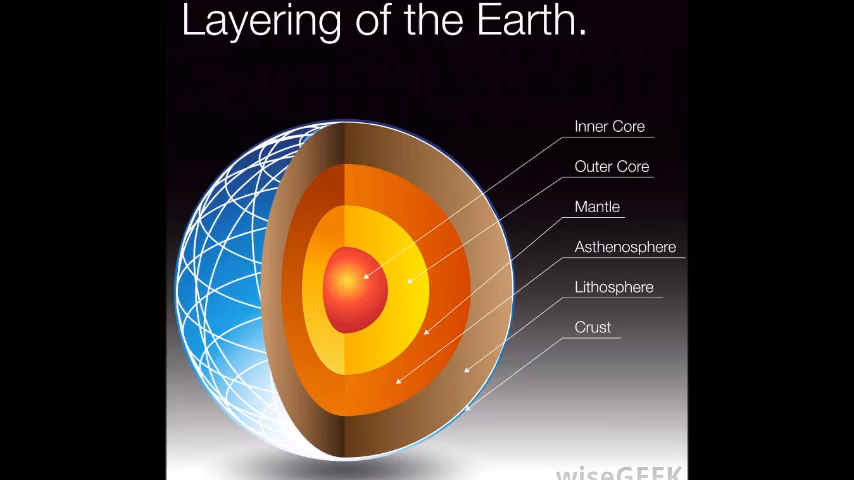 Layering of the Earth.
Inner Core
Outer Core
Mantle
Asthenosphere
Lithosphere
Crust
wiseGEEK